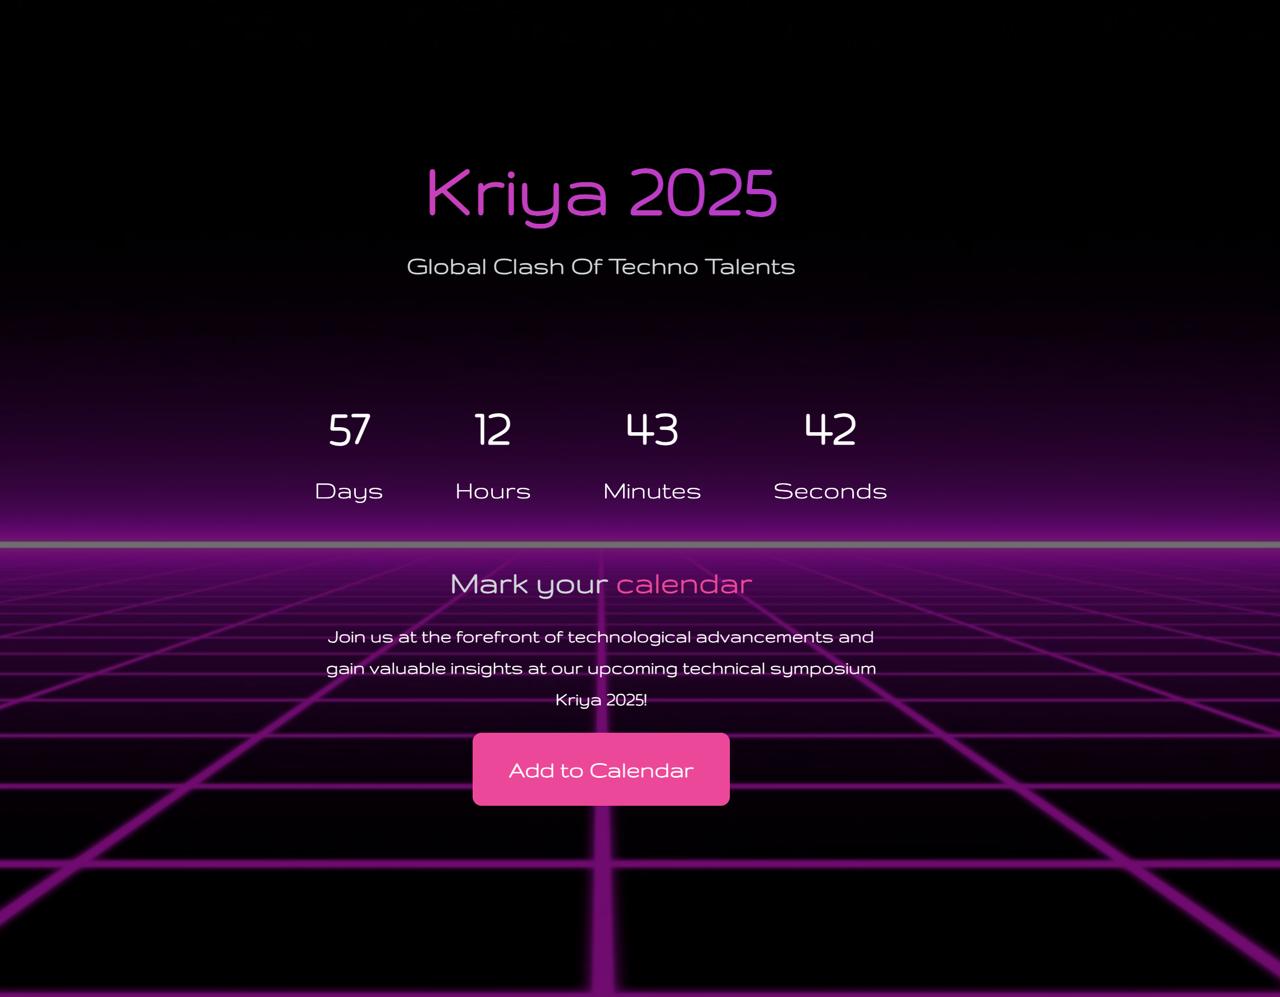 Kriya 2025
Global Clash Of Techno Talents
57 12 43 42
Days Hours Minutes Seconds
Mark your calendar
Join us at the forefront of technological advancements and
gain valuable insights at our upcoming technical symposium
Kriya 2025!
Add to Calendar